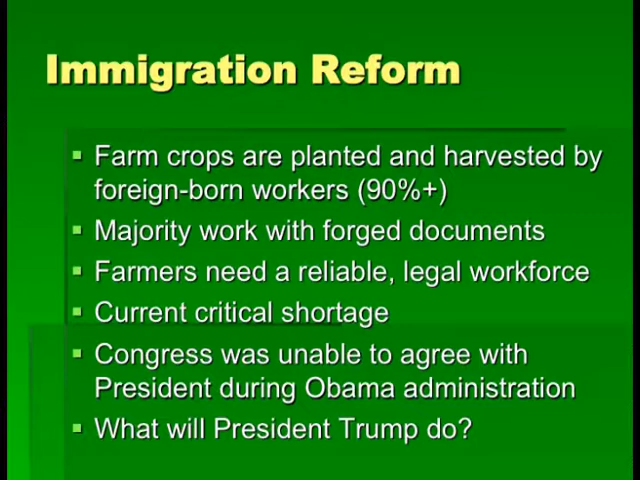 Immigration Reform
Farm crops are planted and harvested by
foreign-born workers (90%+)
Majority work with forged documents
Farmers need a reliable, legal workforce
Current critical shortage
Congress was unable to agree with
President during Obama administration
What will President Trump do?